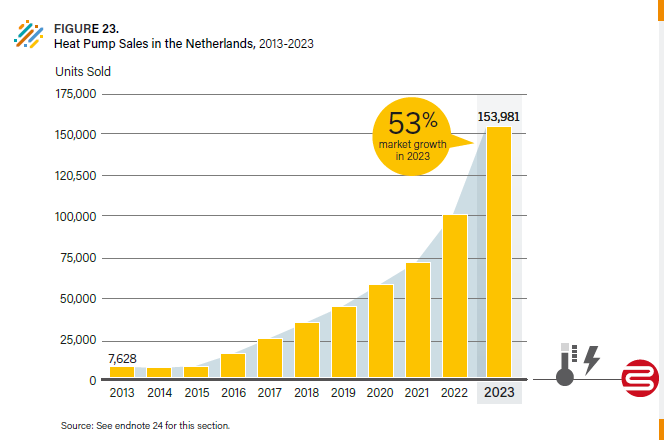 FIGURE 23.
Heat Pump Sales in the Netherlands, 2013-2023
Units Sold
175,000
150,000
120,500
100,000
75,000
50,000
25,000
0
53%
market growth
in 2023
153,981
7,628
2013 2014 2015 2016 2017 2018 2019 2020 2021 2022 2023
Source: See endnote 24 for this section.